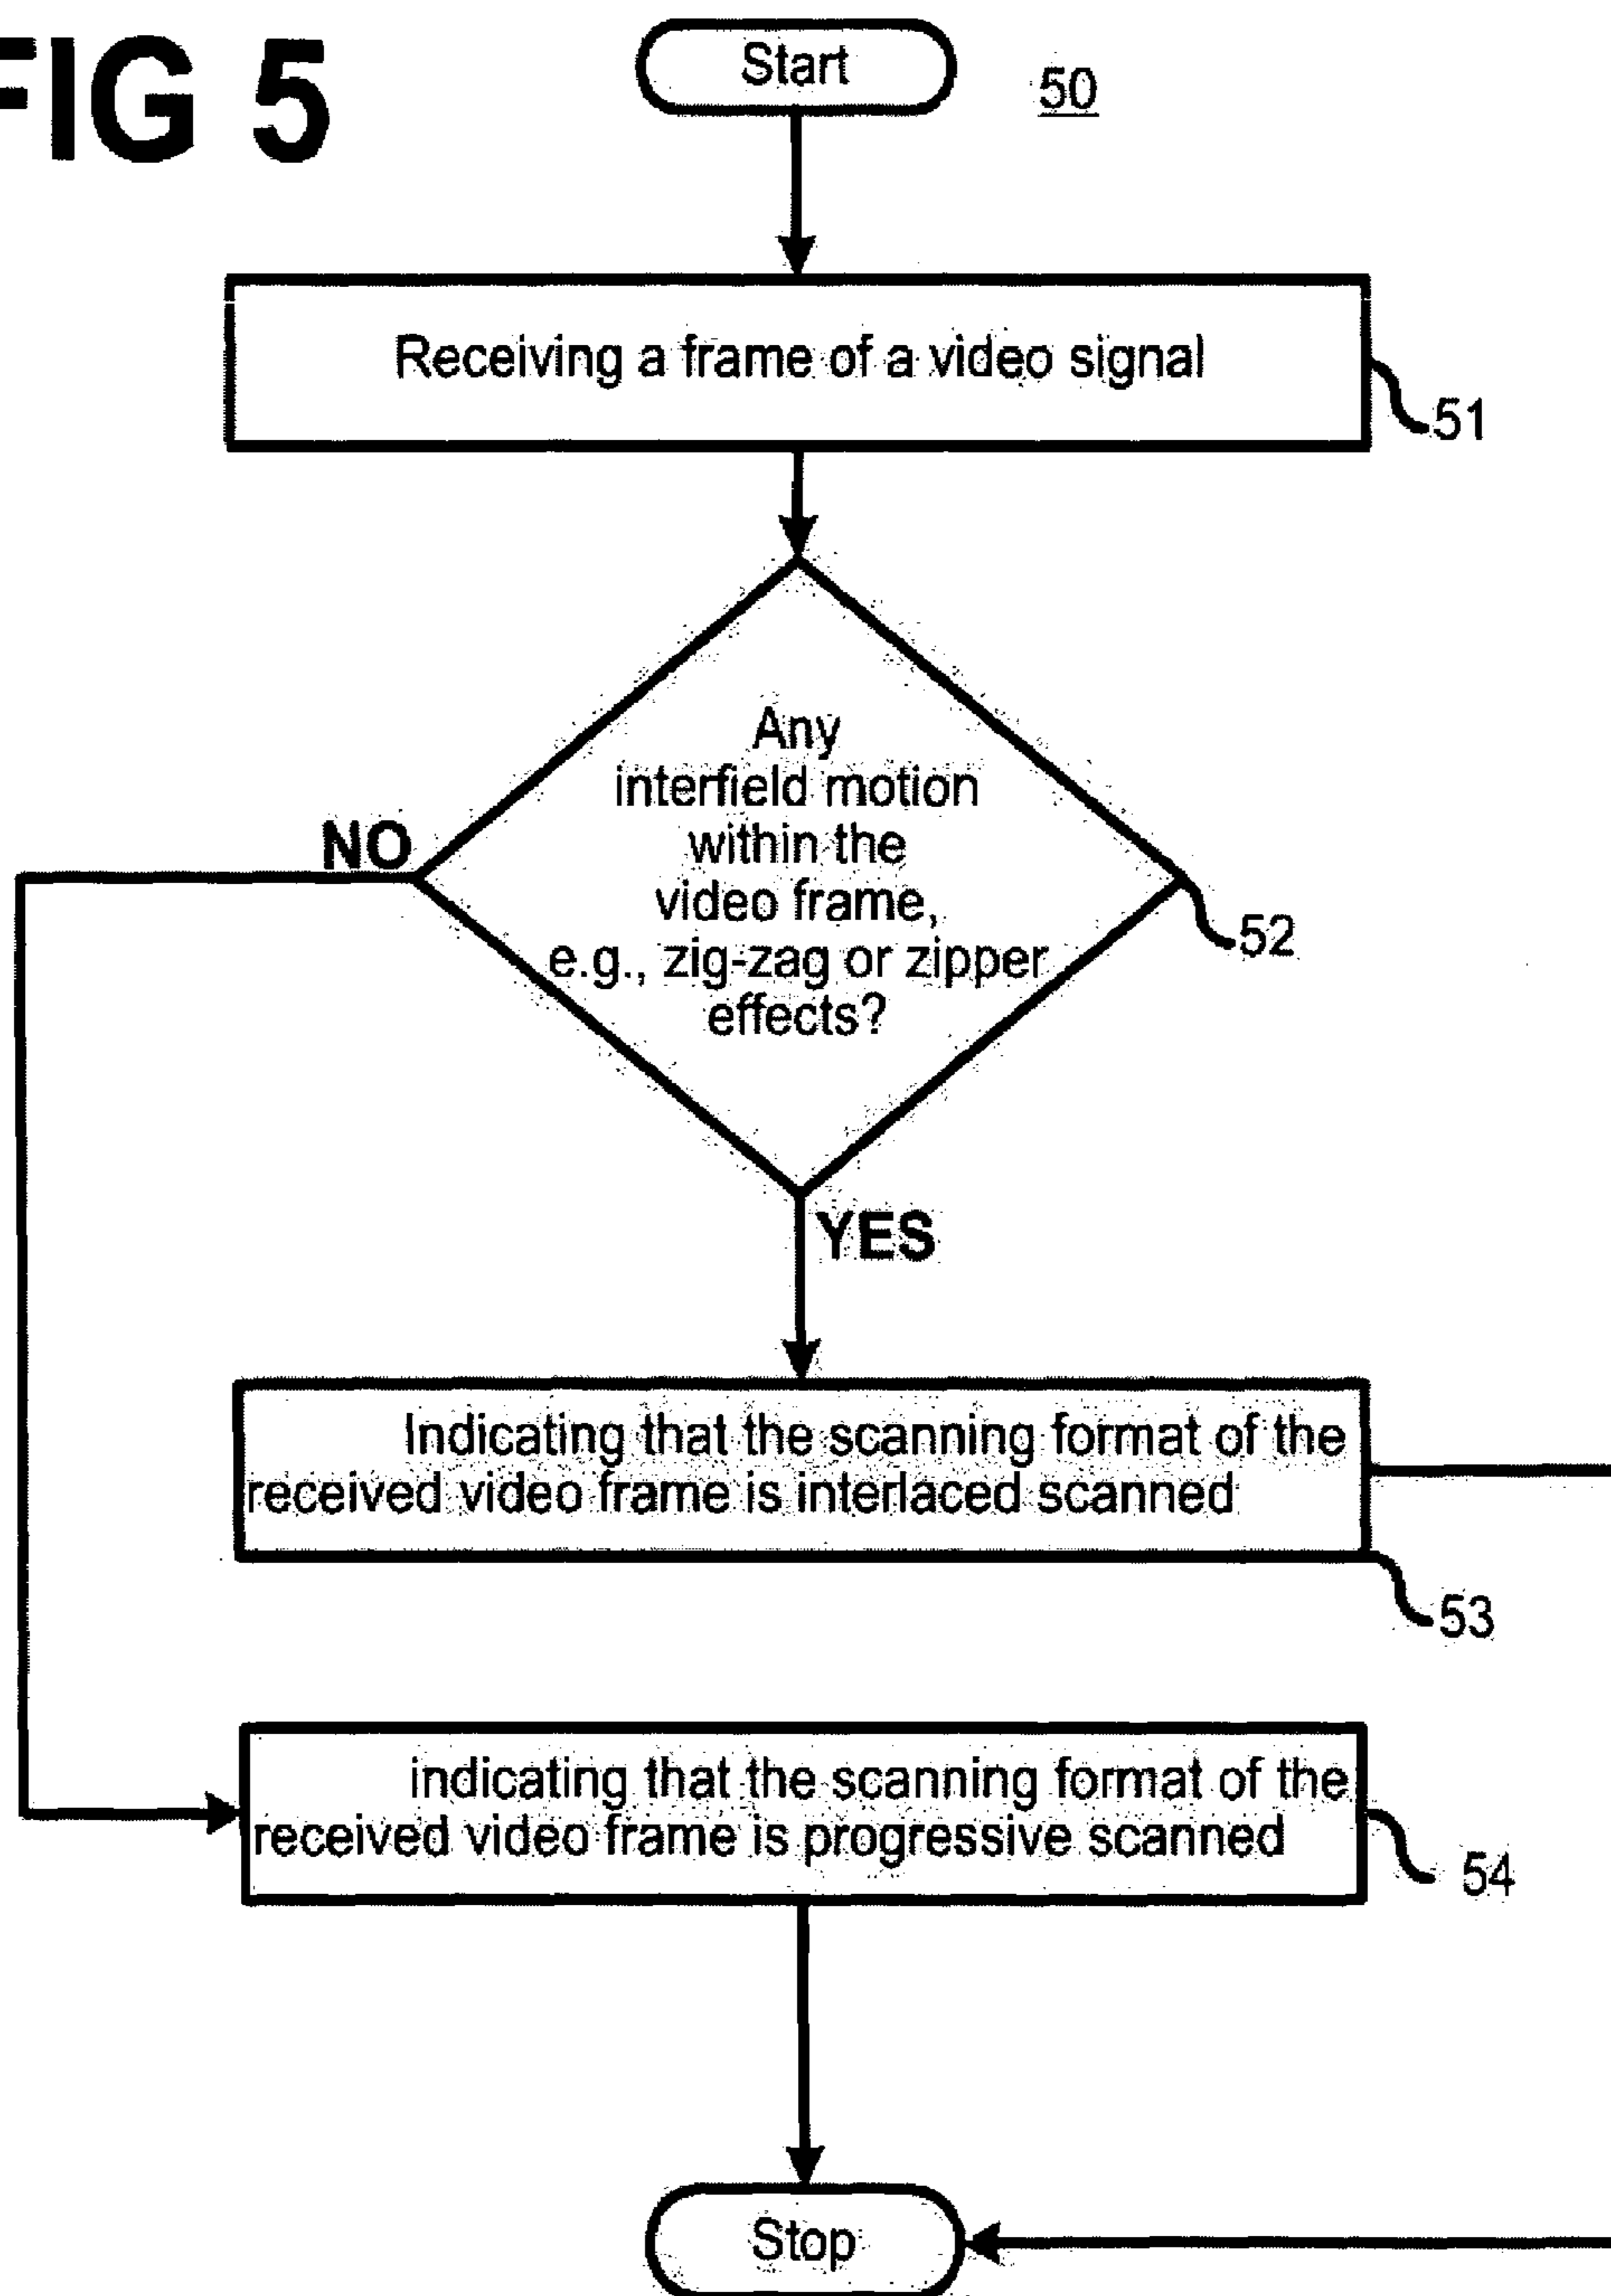 FIG 5
Start
50
Receiving a frame of a video signal
51
Any
interfield motion
within the
video frame,
e.g., zig-zag or zipper
effects?
NO
52
YES
Indicating that the scanning format of the
received video frame is interlaced scanned
53
indicating that the scanning format of the
received video frame is progressive scanned
54
Stop